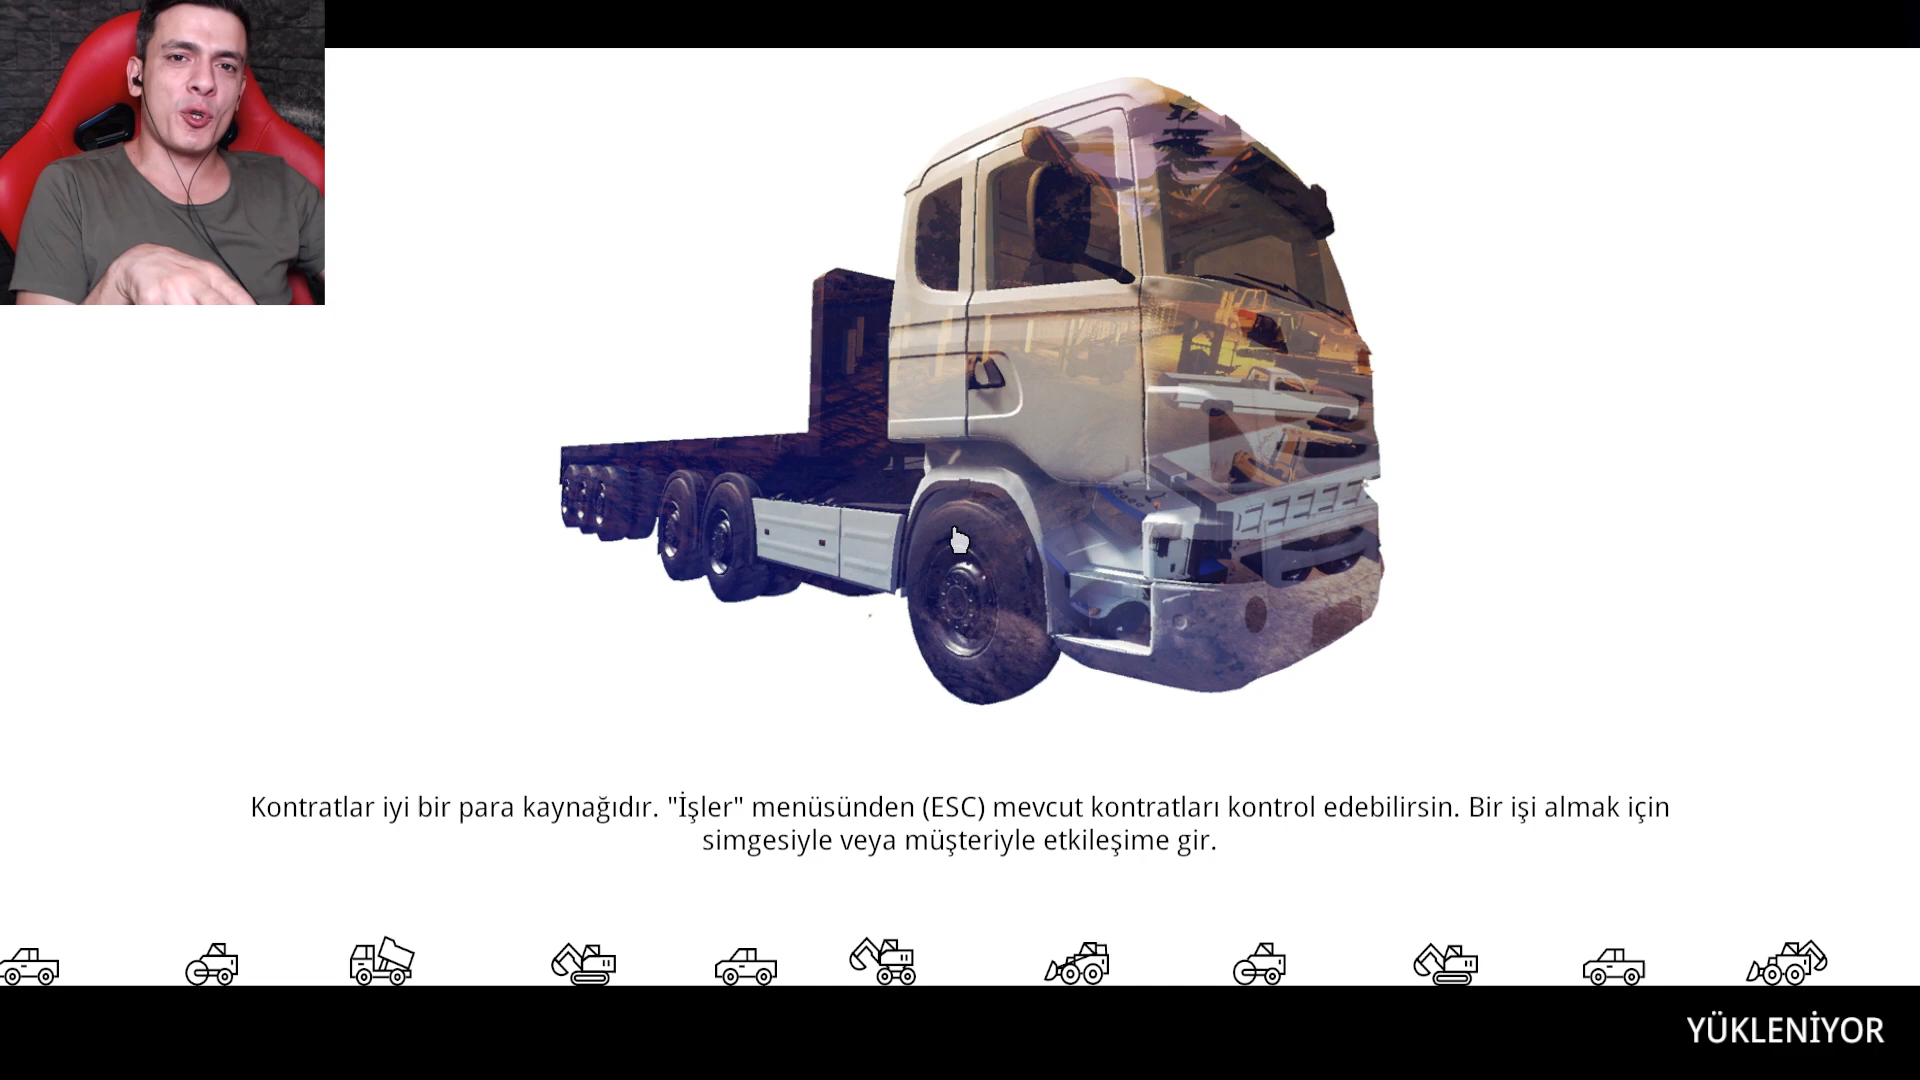 Kontratlar iyi bir para kaynağıdır. "İşler" menüsünden (ESC) mevcut kontratları kontrol edebilirsin. Bir işi almak için
simgesiyle veya müşteriyle etkileşime gir.
YÜKLENİYOR